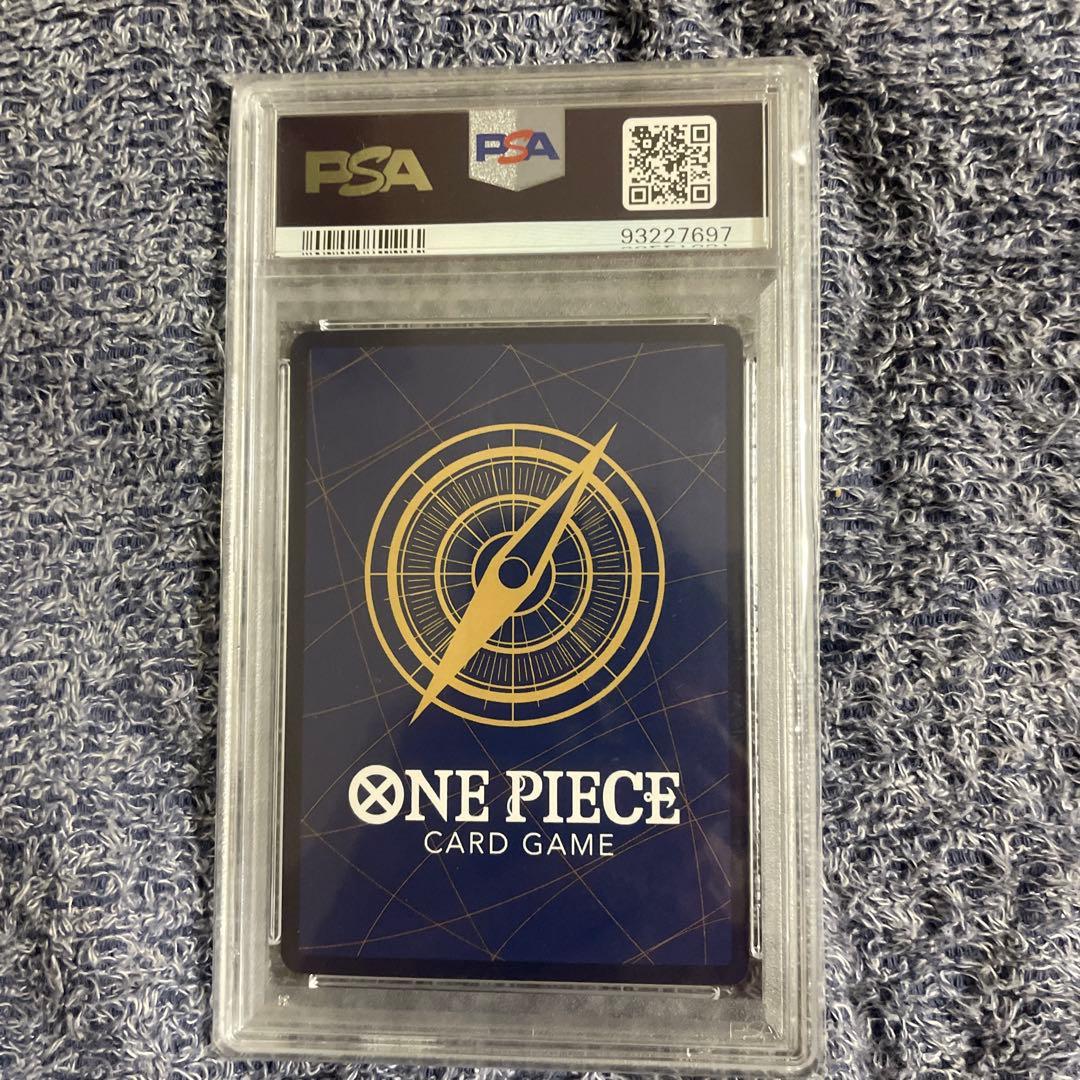 PSA
PSA
93227697
ONE PIECE
CARD GAME